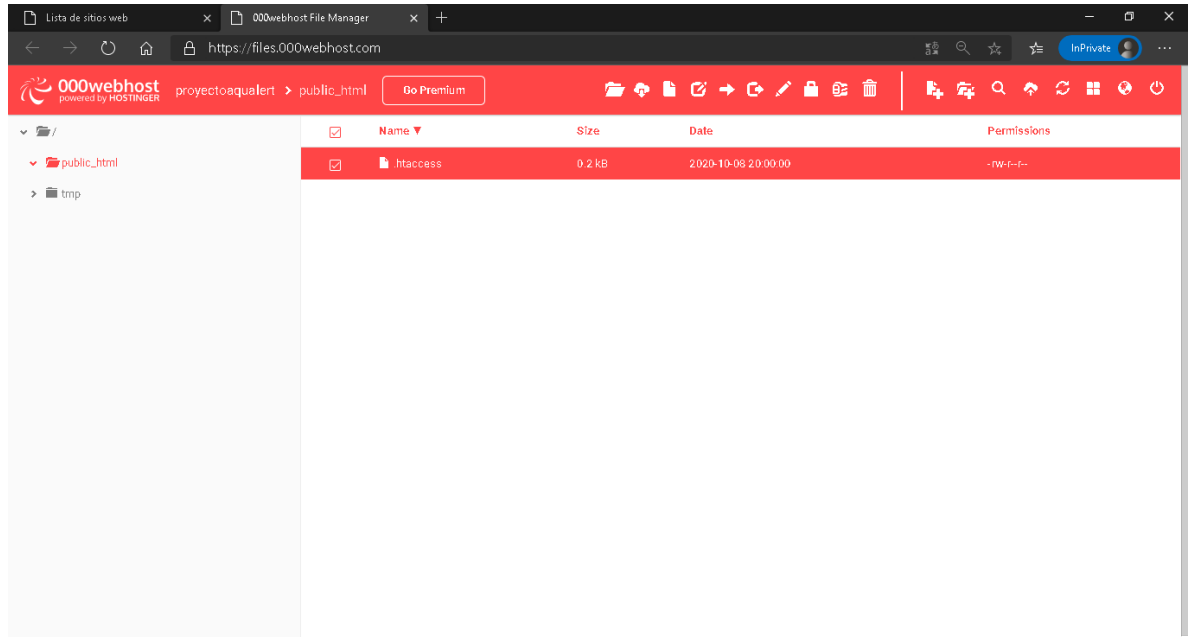 Lista de sitios web
000webhost File Manager
https://files.000webhost.com
InPrivate
000webhost
powered by HOSTINGER
proyectoaqualert > public_html
Go Premium
/
public_html
tmp
Name ▼ Size Date Permissions
.htaccess 0.2 kB 2020-10-06 20:00:00 -rw-r--r--